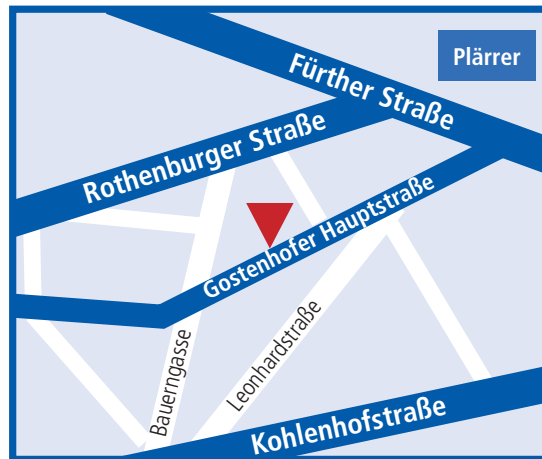 Plärrer
Fürther Straße
Rothenburger Straße
Gostenhofer Hauptstraße
Leonhardstraße
Bauerngasse
Kohlenhofstraße